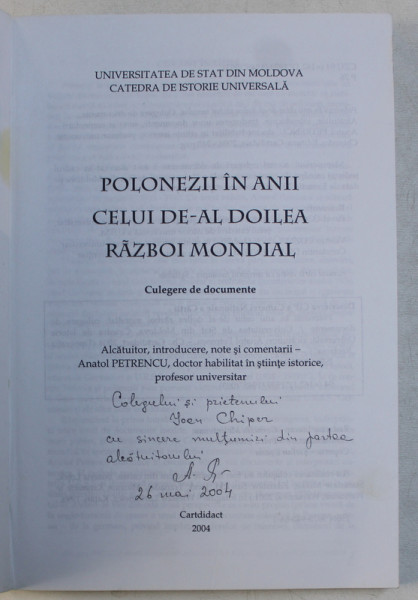 UNIVERSITATEA DE STAT DIN MOLDOVA
CATEDRA DE ISTORIE UNIVERSALĂ
POLONEZII ÎN ANII
CELUI DE-AL DOILEA
RĂZBOI MONDIAL
Culegere de documente
Alcătuitor, introducere, note şi comentarii –
Anatol PETRENCU, doctor habilitat în ştiinţe istorice,
profesor universitar
Colegului şi prietenului
Ioan Chiper
cu sincere mulţumiri din partea
alcătuitorului
26 mai 2004
Cartdidact
2004